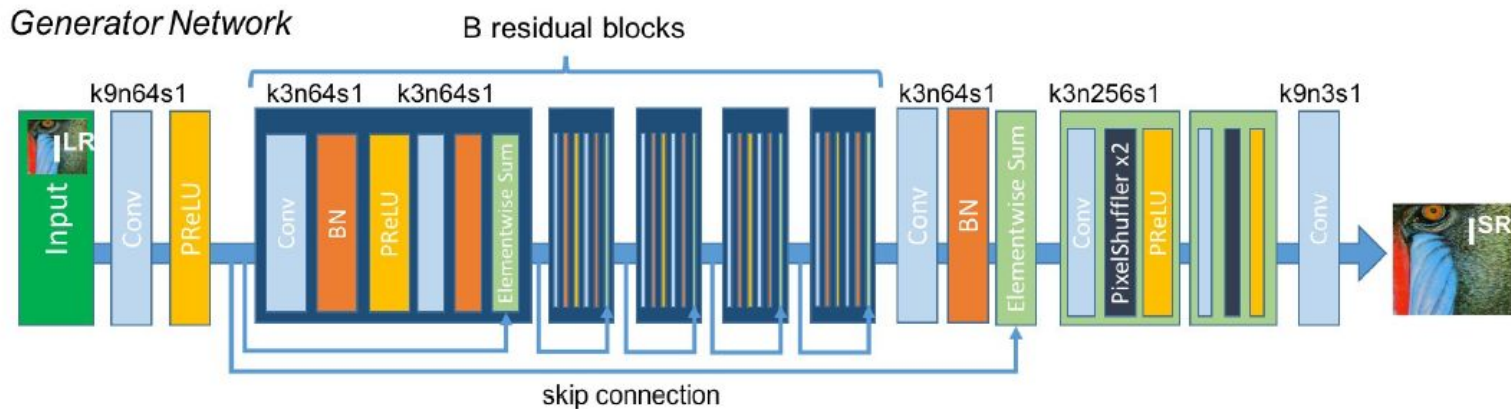 Generator Network
B residual blocks
k9n64s1
k3n64s1
k3n64s1
k3n64s1
k3n256s1
k9n3s1
Input
I^LR
Conv
PReLU
Conv
BN
PReLU
Elementwise Sum
Conv
BN
Elementwise Sum
Conv
PixelShuffler x2
PReLU
Conv
I^SR
skip connection